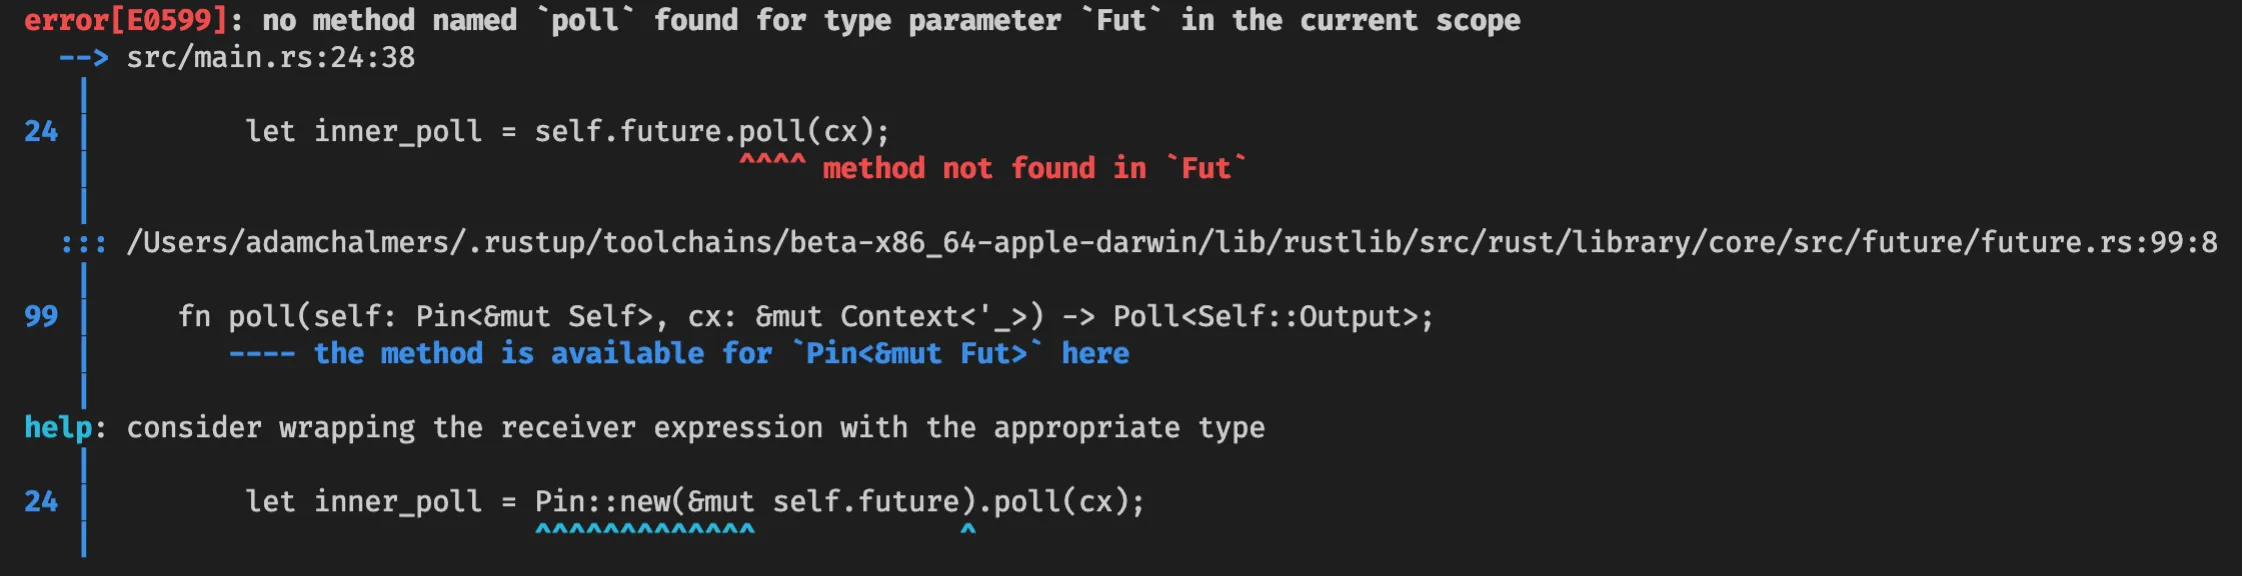 error[E0599]: no method named `poll` found for type parameter `Fut` in the current scope
  --> src/main.rs:24:38
   |
24 |         let inner_poll = self.future.poll(cx);
   |                                      ^^^^ method not found in `Fut`
   |
  ::: /Users/adamchalmers/.rustup/toolchains/beta-x86_64-apple-darwin/lib/rustlib/src/rust/library/core/src/future/future.rs:99:8
   |
99 |     fn poll(self: Pin<&mut Self>, cx: &mut Context<'_>) -> Poll<Self::Output>;
   |        ---- the method is available for `Pin<&mut Fut>` here
   |
help: consider wrapping the receiver expression with the appropriate type
   |
24 |         let inner_poll = Pin::new(&mut self.future).poll(cx);
   |                          ^^^^^^^^^^^^^            ^